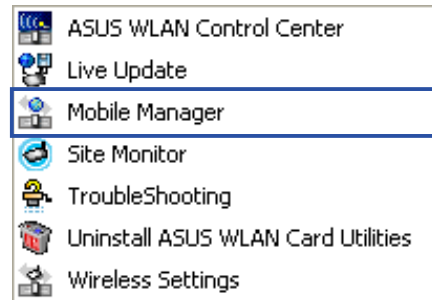 ASUS WLAN Control Center
Live Update
Mobile Manager
Site Monitor
TroubleShooting
Uninstall ASUS WLAN Card Utilities
Wireless Settings